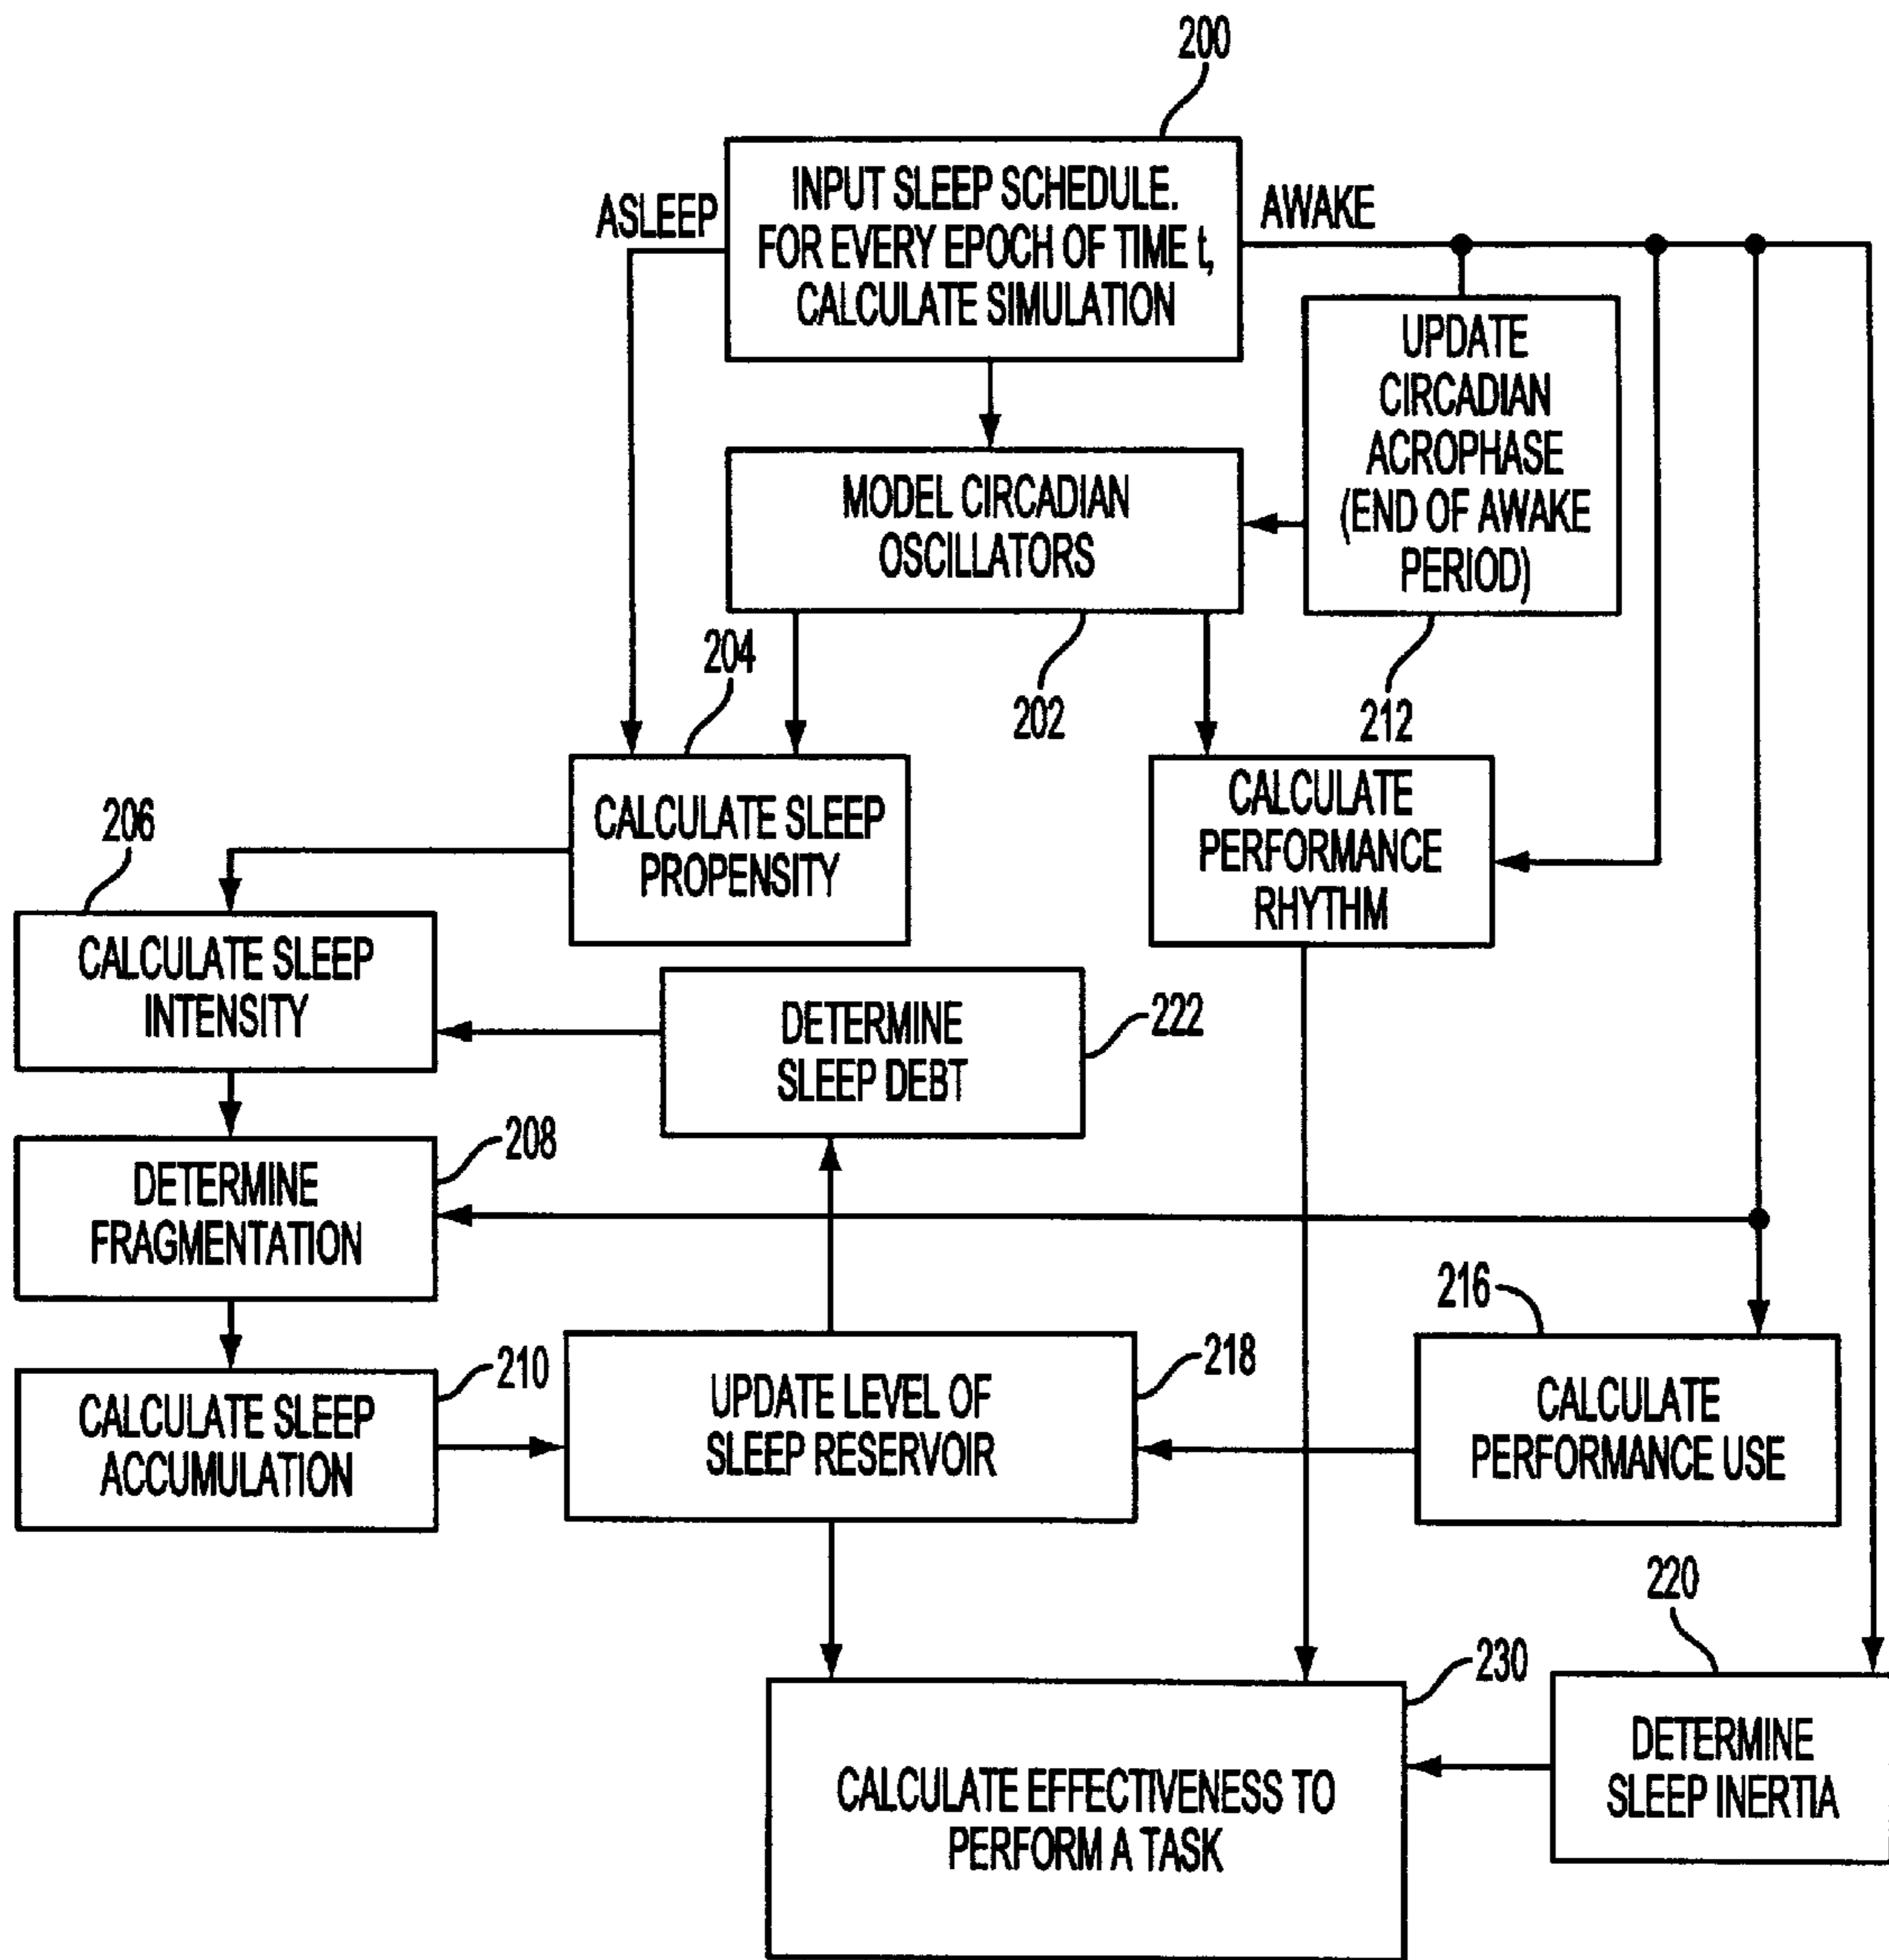 200
INPUT SLEEP SCHEDULE.
FOR EVERY EPOCH OF TIME t,
CALCULATE SIMULATION
ASLEEP
AWAKE
UPDATE
CIRCADIAN
ACROPHASE
(END OF AWAKE
PERIOD)
MODEL CIRCADIAN
OSCILLATORS
204
202
212
CALCULATE SLEEP
PROPENSITY
CALCULATE
PERFORMANCE
RHYTHM
206
CALCULATE SLEEP
INTENSITY
DETERMINE
SLEEP DEBT
222
208
DETERMINE
FRAGMENTATION
216
210
CALCULATE SLEEP
ACCUMULATION
UPDATE LEVEL OF
SLEEP RESERVOIR
218
CALCULATE
PERFORMANCE USE
220
230
CALCULATE EFFECTIVENESS TO
PERFORM A TASK
DETERMINE
SLEEP INERTIA